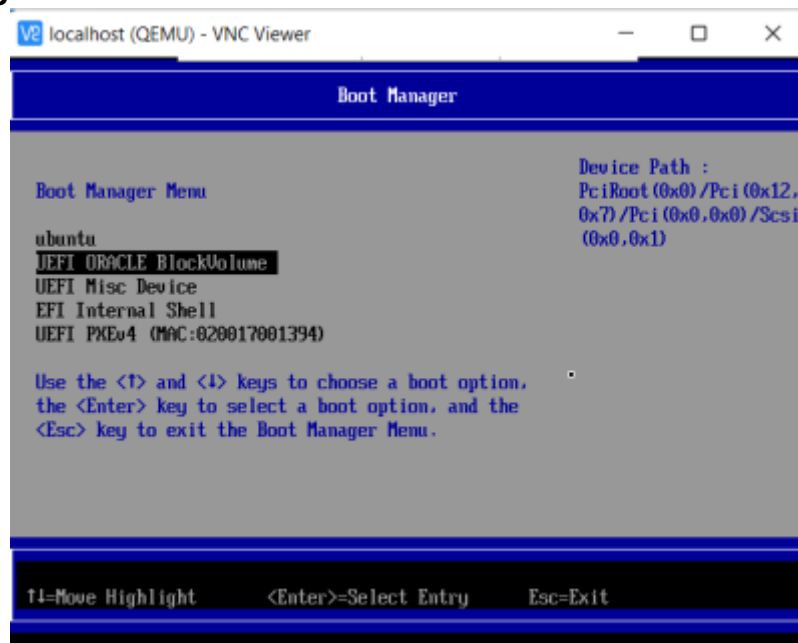 localhost (QEMU) - VNC Viewer
Boot Manager
Device Path :
PciRoot(0x0)/Pci(0x12,
0x7)/Pci(0x0,0x0)/Scsi
(0x0,0x1)
Boot Manager Menu
ubuntu
UEFI ORACLE BlockVolume
UEFI Misc Device
EFI Internal Shell
UEFI PXEv4 (MAC:020017001394)
Use the <↑> and <↓> keys to choose a boot option,
the <Enter> key to select a boot option, and the
<Esc> key to exit the Boot Manager Menu.
↑↓=Move Highlight <Enter>=Select Entry Esc=Exit